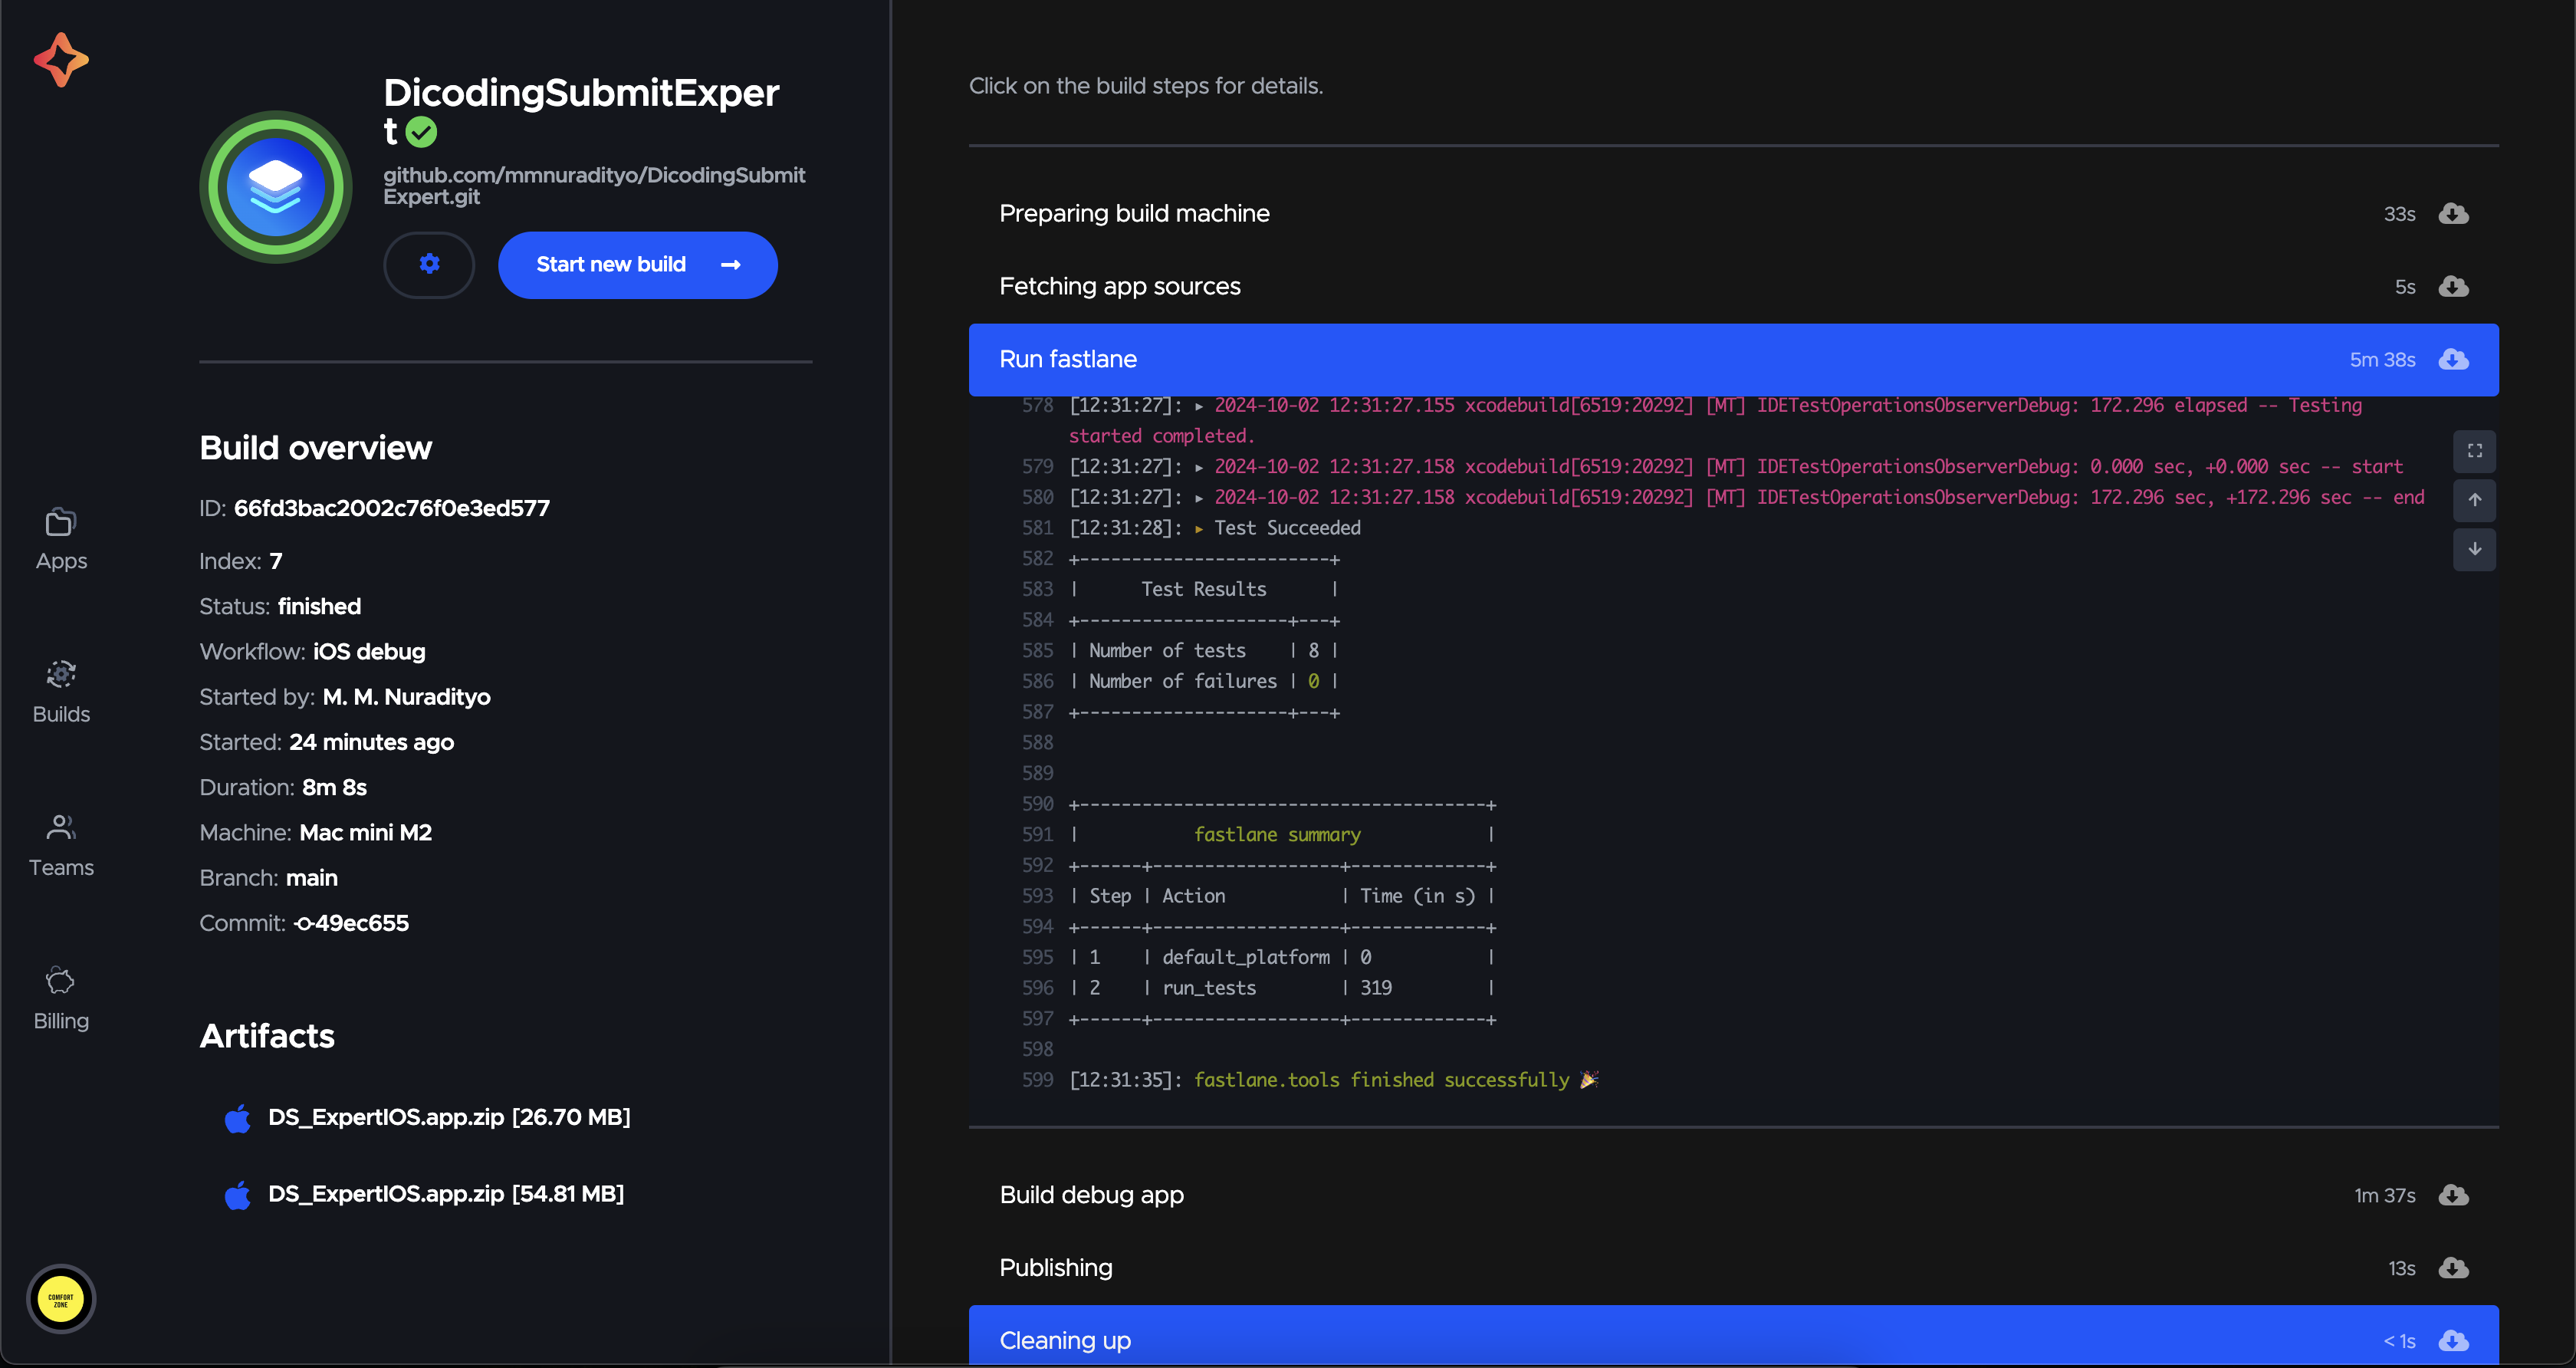 DicodingSubmitExper
t
github.com/mmnuradityo/DicodingSubmit
Expert.git
Start new build
Apps
Builds
Teams
Billing
COMFORT
ZONE
Build overview
ID: 66fd3bac2002c76f0e3ed577
Index: 7
Status: finished
Workflow: iOS debug
Started by: M. M. Nuradityo
Started: 24 minutes ago
Duration: 8m 8s
Machine: Mac mini M2
Branch: main
Commit: 49ec655
Artifacts
DS_ExpertIOS.app.zip [26.70 MB]
DS_ExpertIOS.app.zip [54.81 MB]
Click on the build steps for details.
Preparing build machine 33s
Fetching app sources 5s
Run fastlane 5m 38s
578 [12:31:27]: ▸ 2024-10-02 12:31:27.155 xcodebuild[6519:20292] [MT] IDETestOperationsObserverDebug: 172.296 elapsed -- Testing
started completed.
579 [12:31:27]: ▸ 2024-10-02 12:31:27.158 xcodebuild[6519:20292] [MT] IDETestOperationsObserverDebug: 0.000 sec, +0.000 sec -- start
580 [12:31:27]: ▸ 2024-10-02 12:31:27.158 xcodebuild[6519:20292] [MT] IDETestOperationsObserverDebug: 172.296 sec, +172.296 sec -- end
581 [12:31:28]: ▸ Test Succeeded
582 +------------------------+
583 |      Test Results      |
584 +--------------------+---+
585 | Number of tests    | 8 |
586 | Number of failures | 0 |
587 +--------------------+---+
588
589
590 +---------------------------------------+
591 |           fastlane summary            |
592 +------+------------------+-------------+
593 | Step | Action           | Time (in s) |
594 +------+------------------+-------------+
595 | 1    | default_platform | 0           |
596 | 2    | run_tests        | 319         |
597 +------+------------------+-------------+
598
599 [12:31:35]: fastlane.tools finished successfully 🎉
Build debug app 1m 37s
Publishing 13s
Cleaning up < 1s